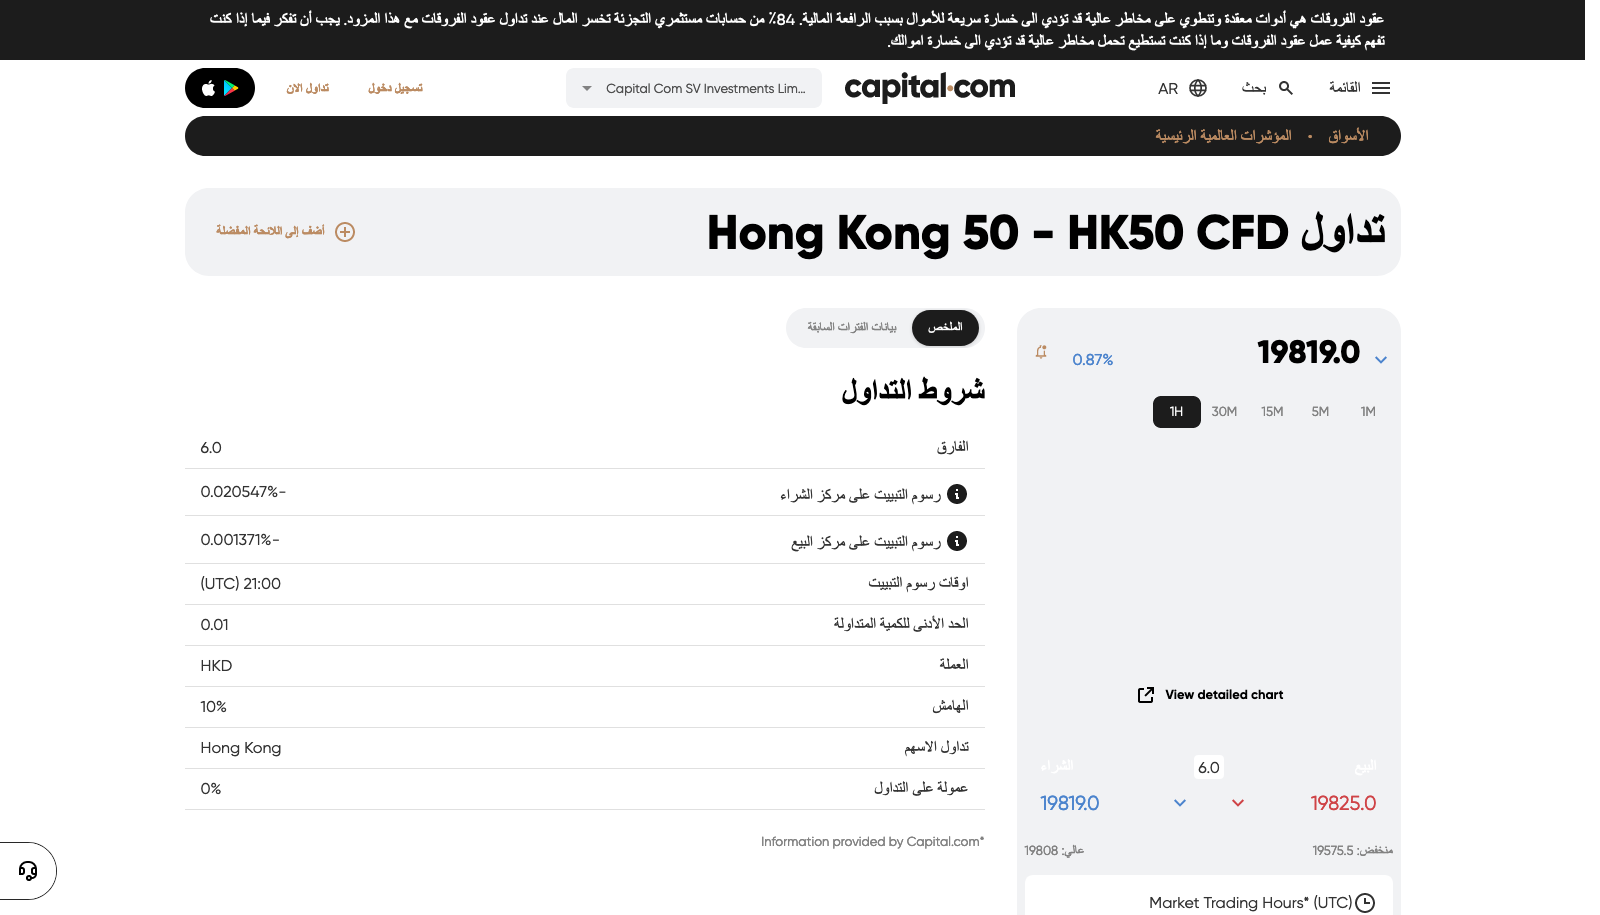 عقود الفروقات هي أدوات معقدة وتنطوي على مخاطر عالية قد تؤدي الى خسارة سريعة للأموال بسبب الرافعة المالية. 84٪ من حسابات مستثمري التجزئة تخسر المال عند تداول عقود الفروقات مع هذا المزود. يجب أن تفكر فيما إذا كنت
تفهم كيفية عمل عقود الفروقات وما إذا كنت تستطيع تحمل مخاطر عالية قد تؤدي الى خسارة اموالك.
القائمة
بحث
AR
capital.com
Capital Com SV Investments Lim...
تسجيل دخول
تداول الان
الأسواق • المؤشرات العالمية الرئيسية
تداول Hong Kong 50 - HK50 CFD
أضف إلى اللائحة المفضلة
19819.0
0.87%
1M
5M
15M
30M
1H
View detailed chart
البيع
6.0
الشراء
19825.0
19819.0
منخفض: 19575.5
عالي: 19808
Market Trading Hours* (UTC)
الملخص
بيانات الفترات السابقة
شروط التداول
الفارق 6.0
رسوم التبييت على مركز الشراء -0.020547%
رسوم التبييت على مركز البيع -0.001371%
اوقات رسوم التبييت 21:00 (UTC)
الحد الأدنى للكمية المتداولة 0.01
العملة HKD
الهامش 10%
تداول الاسهم Hong Kong
عمولة على التداول 0%
Information provided by Capital.com*